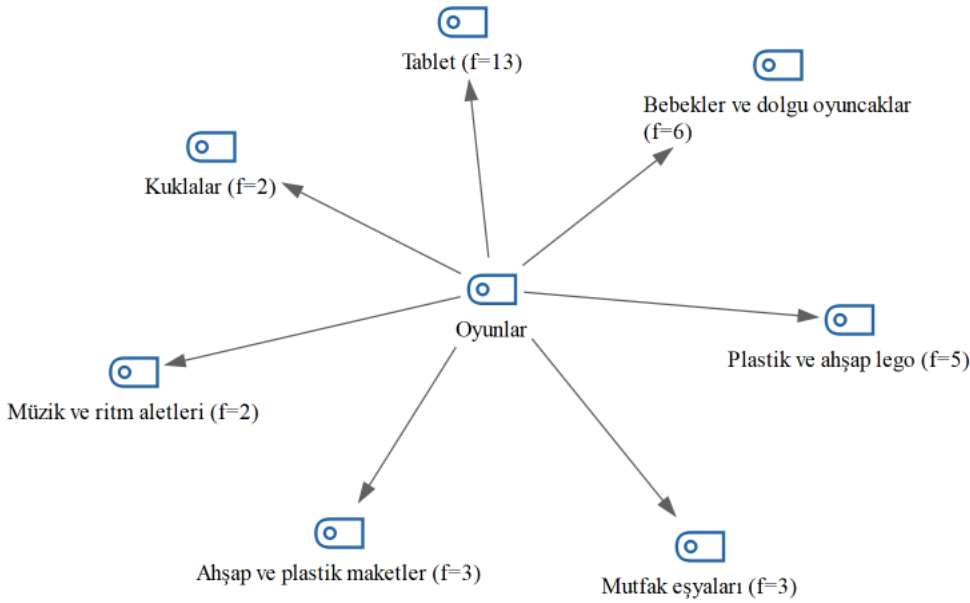 Tablet (f=13)
Bebekler ve dolgu oyuncaklar
(f=6)
Kuklalar (f=2)
Oyunlar
Plastik ve ahşap lego (f=5)
Müzik ve ritm aletleri (f=2)
Ahşap ve plastik maketler (f=3)
Mutfak eşyaları (f=3)